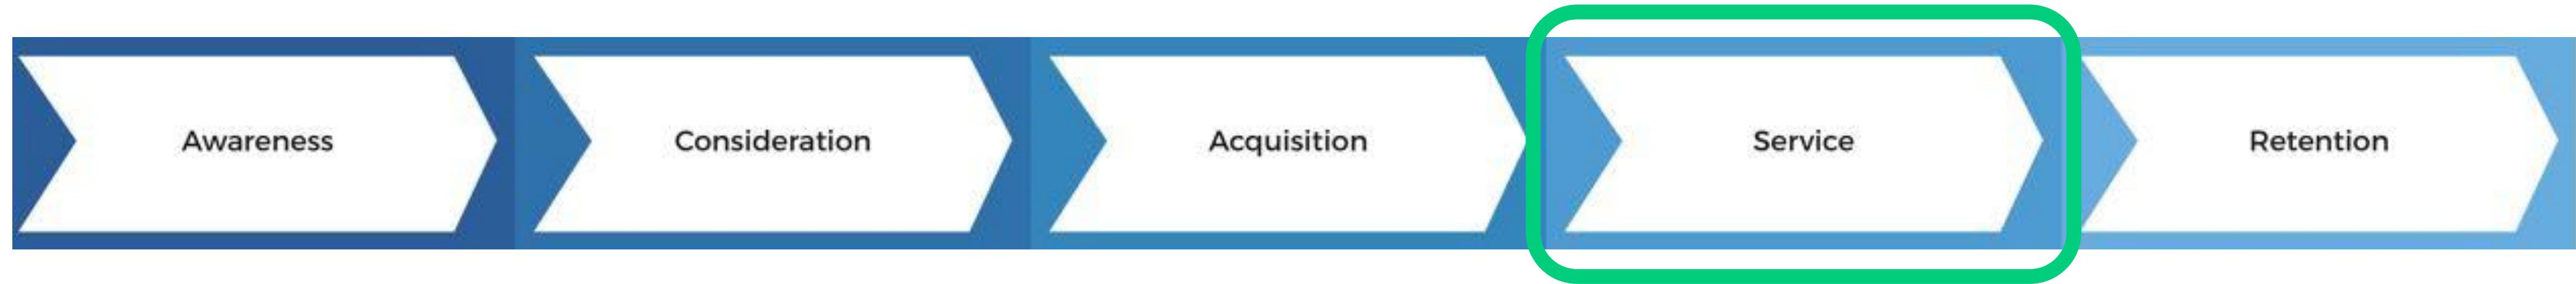 Awareness
Consideration
Acquisition
Service
Retention